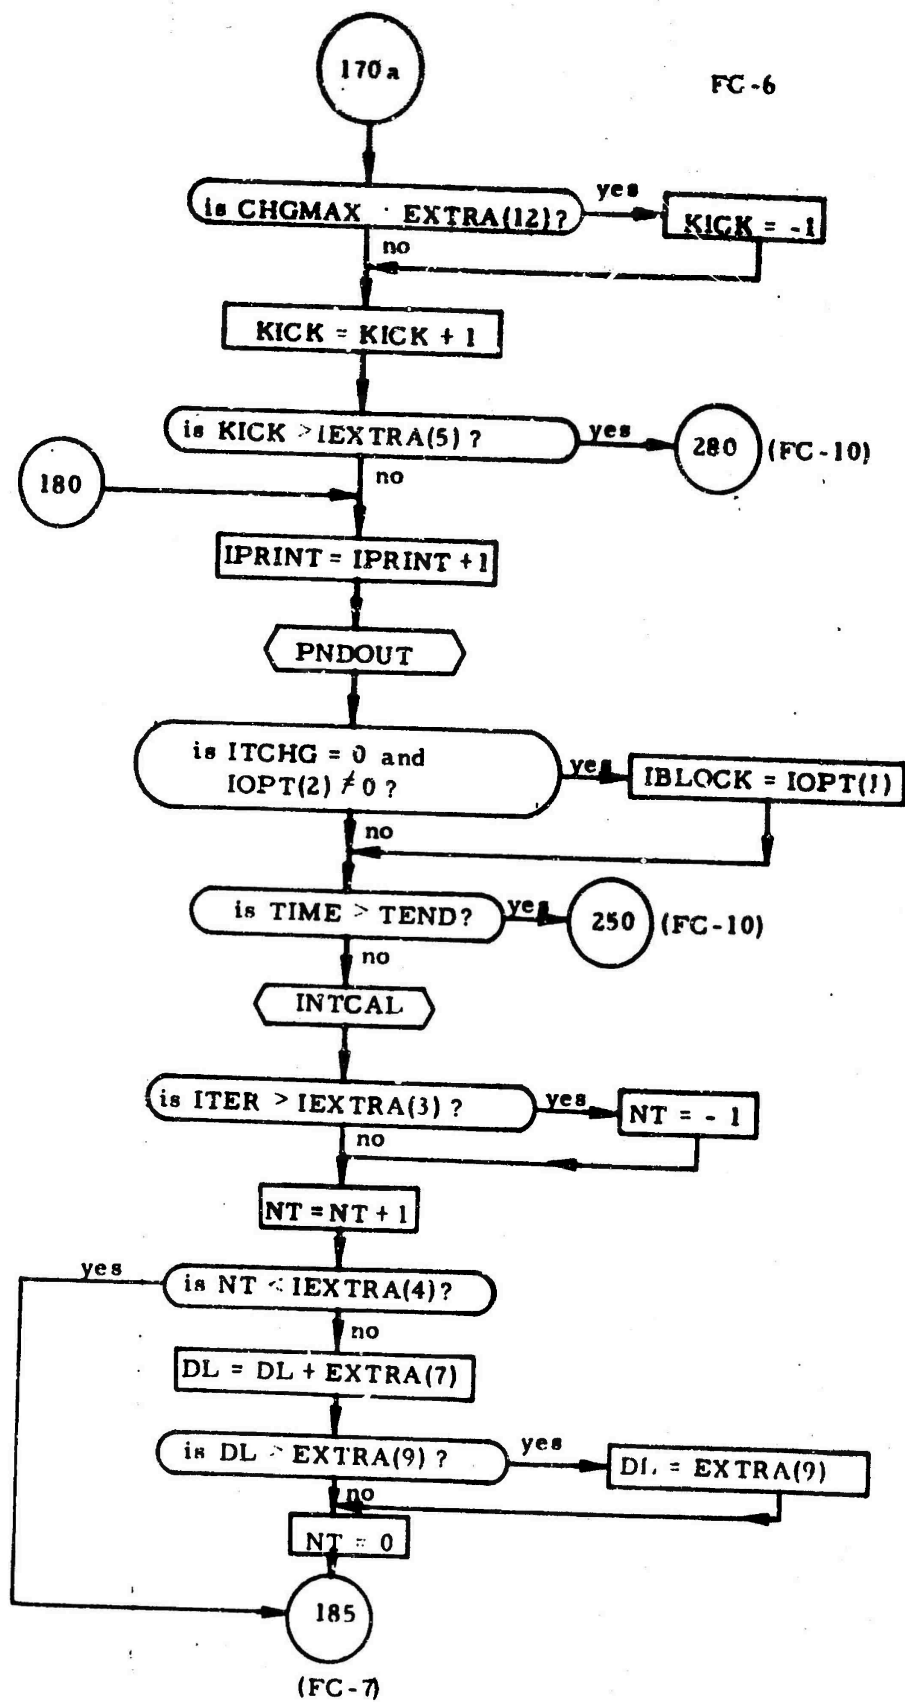 170a
FC-6
is CHGMAX EXTRA(12)?
yes
KICK = -1
no
KICK = KICK + 1
is KICK > IEXTRA(5)?
yes
280
(FC-10)
no
180
IPRINT = IPRINT + 1
PNDOUT
is ITCHG = 0 and
IOPT(2) ≠ 0?
yes
IBLOCK = IOPT(1)
no
is TIME > TEND?
yes
250
(FC-10)
no
INTCAL
is ITER > IEXTRA(3)?
yes
NT = - 1
no
NT = NT + 1
yes
is NT < IEXTRA(4)?
no
DL = DL + EXTRA(7)
is DL > EXTRA(9)?
yes
DL = EXTRA(9)
no
NT = 0
185
(FC-7)